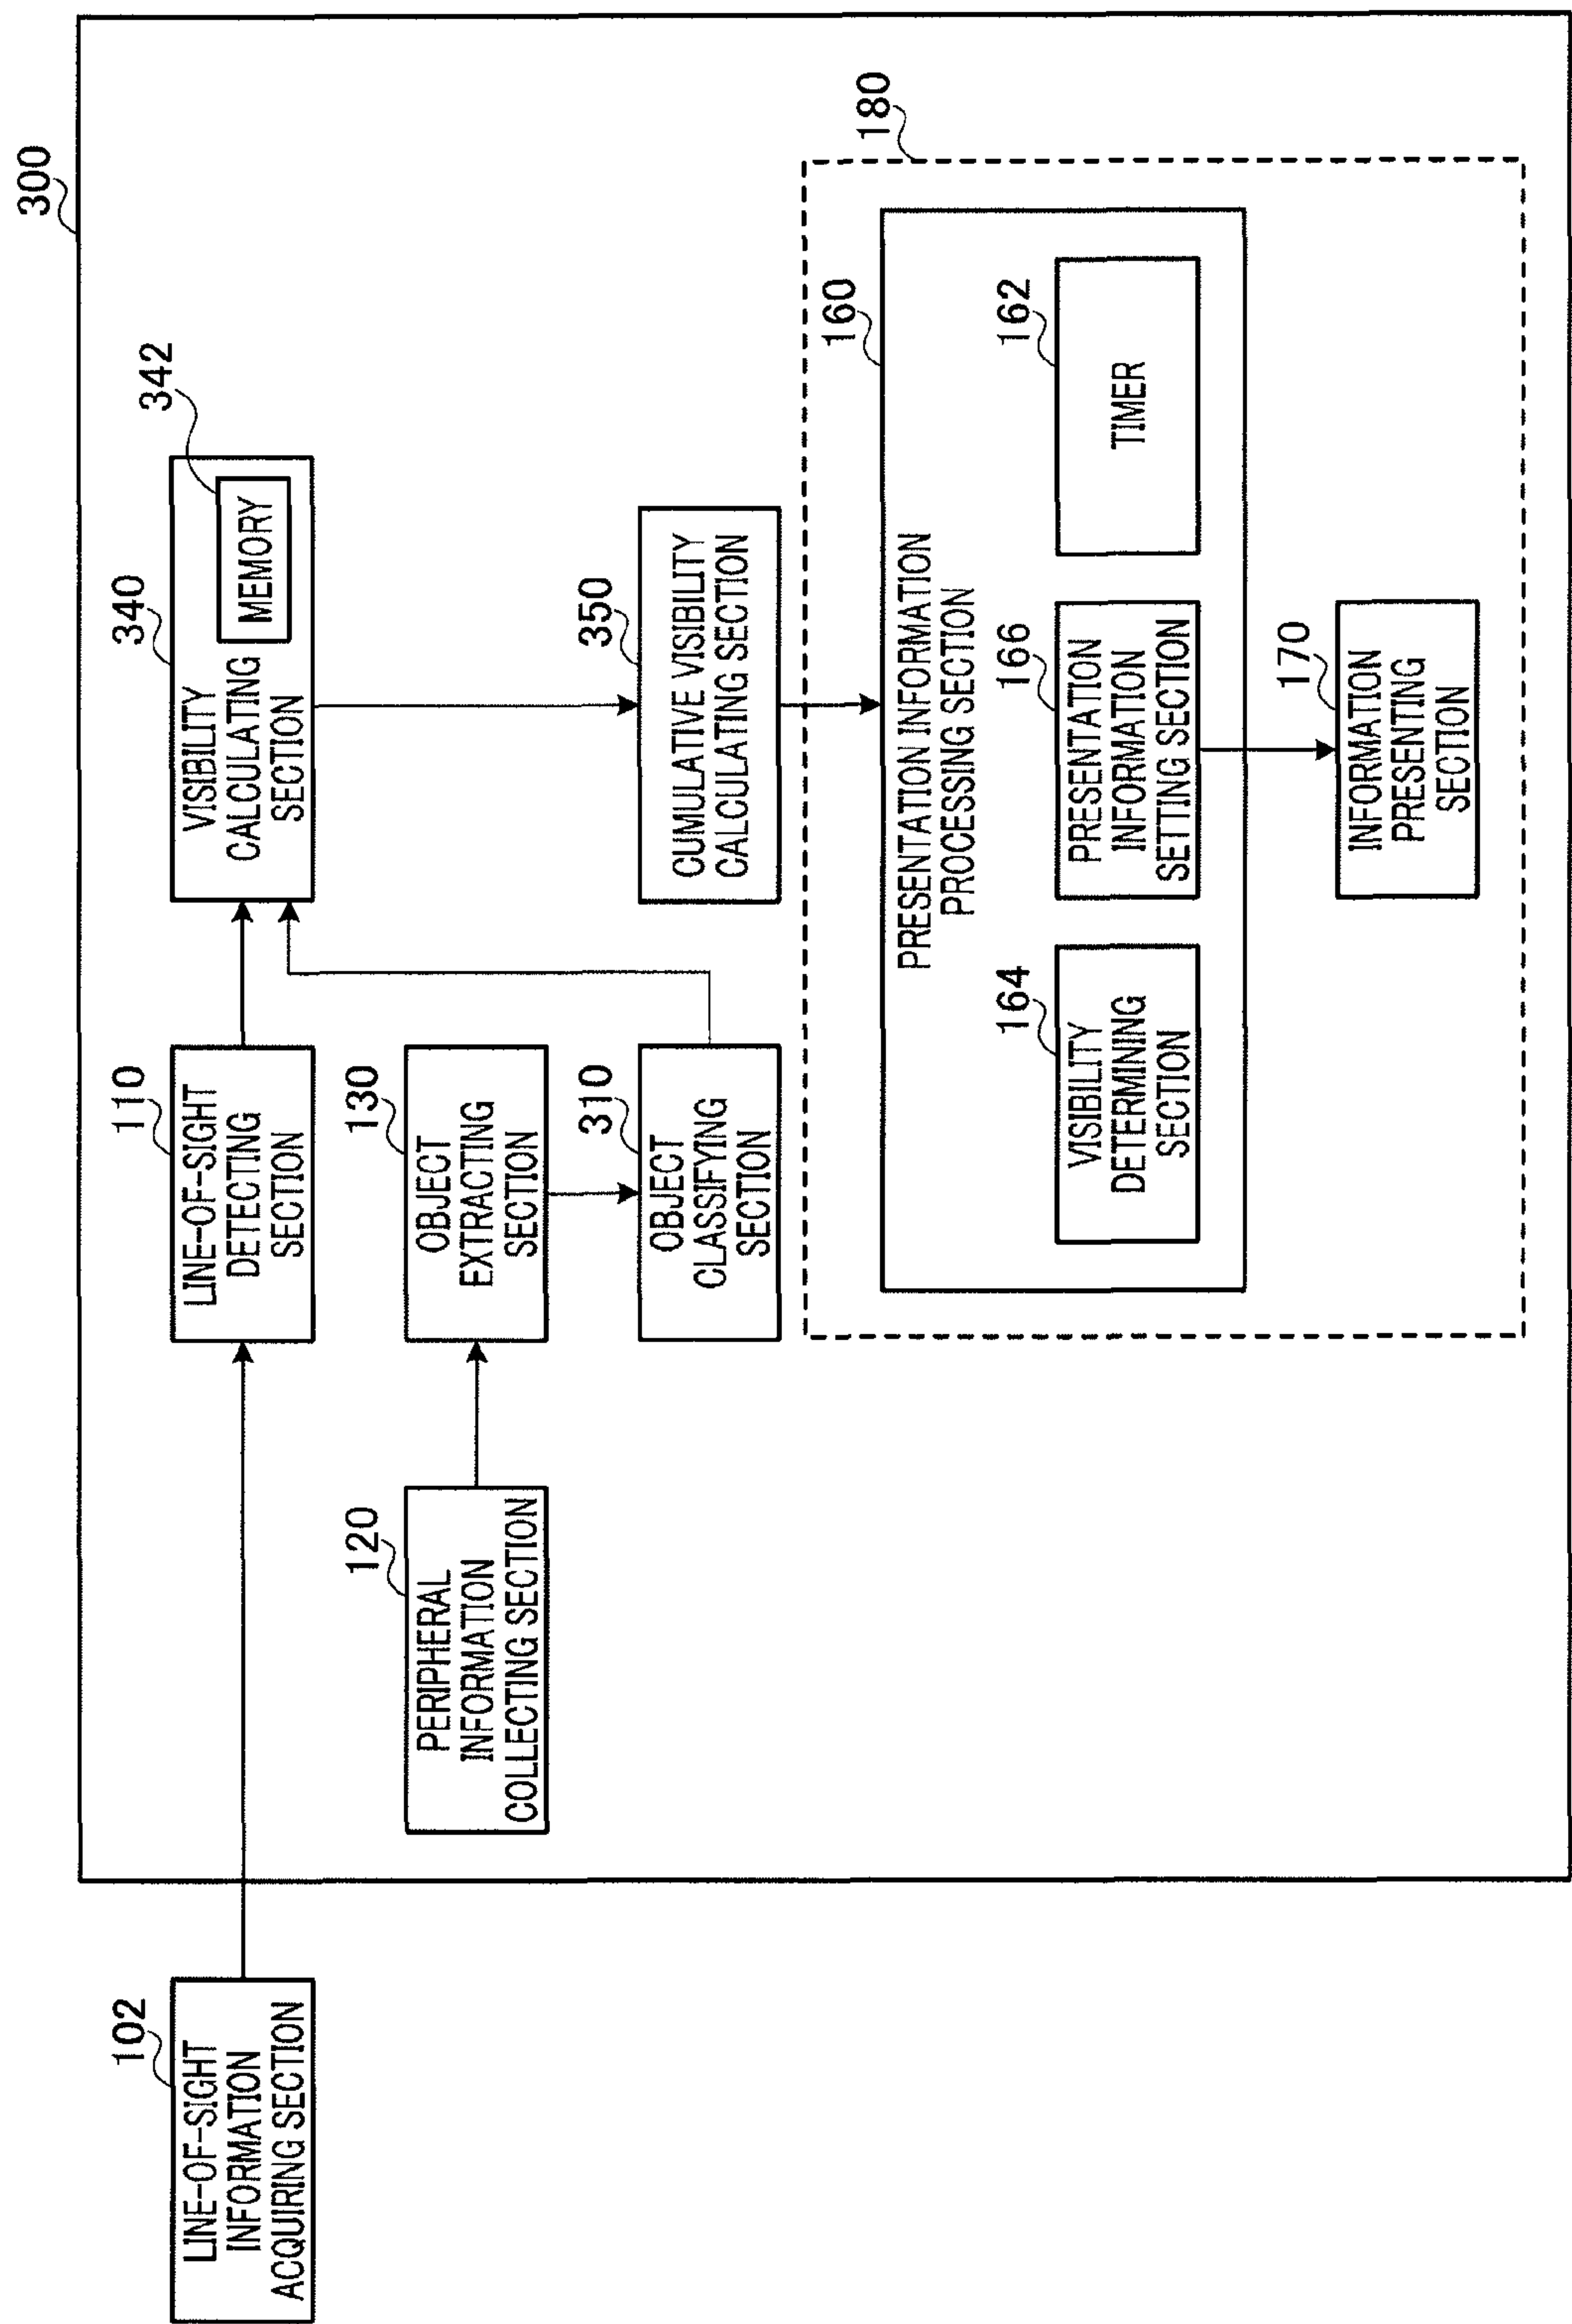 300
102
LINE-OF-SIGHT
INFORMATION
ACQUIRING SECTION
110
LINE-OF-SIGHT
DETECTING
SECTION
340
VISIBILITY
CALCULATING
SECTION
342
MEMORY
120
PERIPHERAL
INFORMATION
COLLECTING SECTION
130
OBJECT
EXTRACTING
SECTION
310
OBJECT
CLASSIFYING
SECTION
350
CUMULATIVE VISIBILITY
CALCULATING SECTION
180
160
PRESENTATION INFORMATION
PROCESSING SECTION
164
VISIBILITY
DETERMINING
SECTION
166
PRESENTATION
INFORMATION
SETTING SECTION
162
TIMER
170
INFORMATION
PRESENTING
SECTION